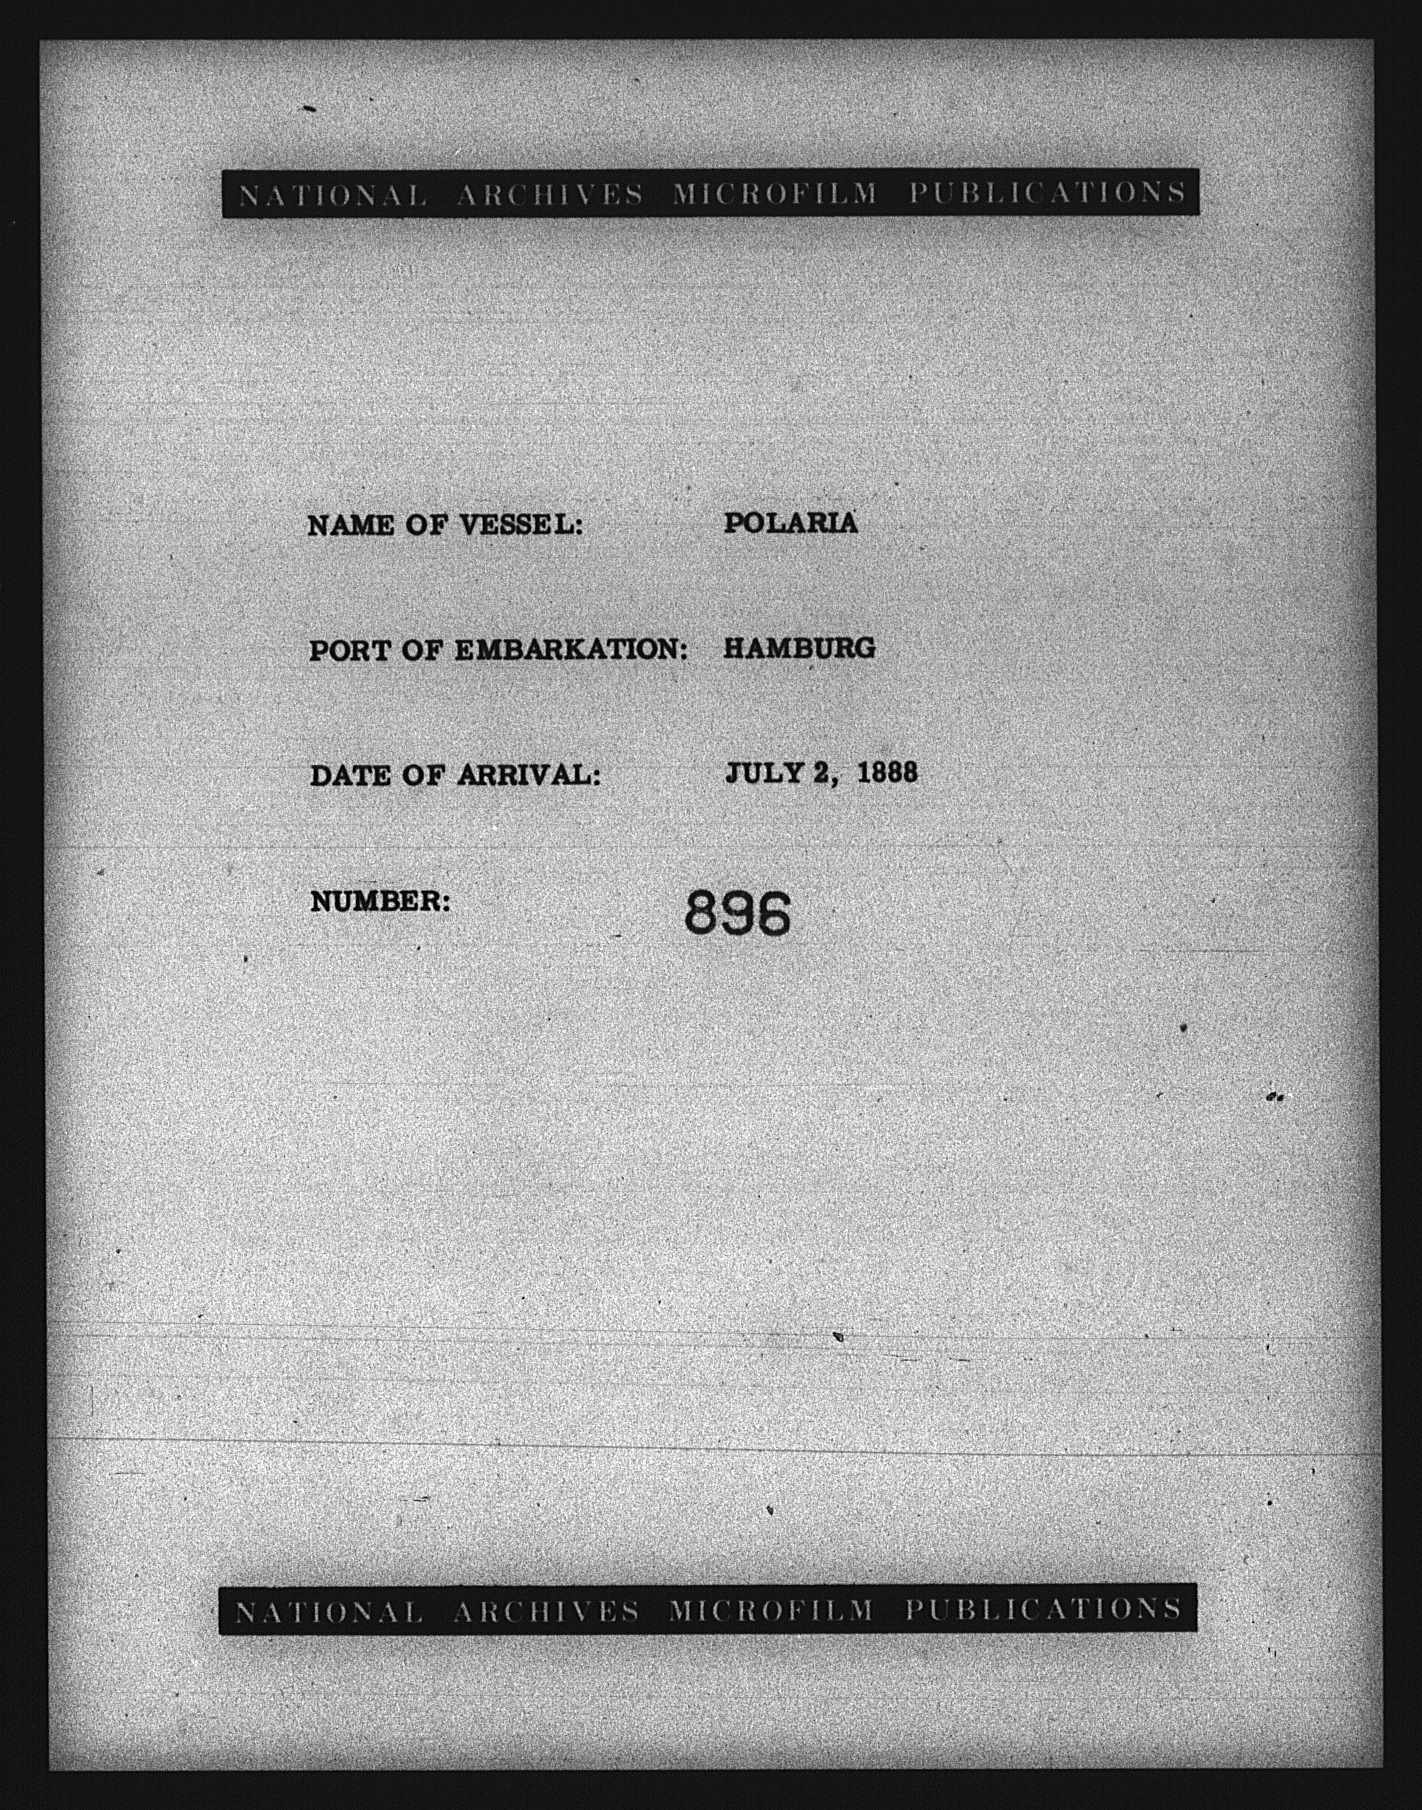 NATIONAL ARCHIVES MICROFILM PUBLICATIONS
NAME OF VESSEL: POLARIA
PORT OF EMBARKATION: HAMBURG
DATE OF ARRIVAL: JULY 2, 1888
NUMBER: 896
NATIONAL ARCHIVES MICROFILM PUBLICATIONS